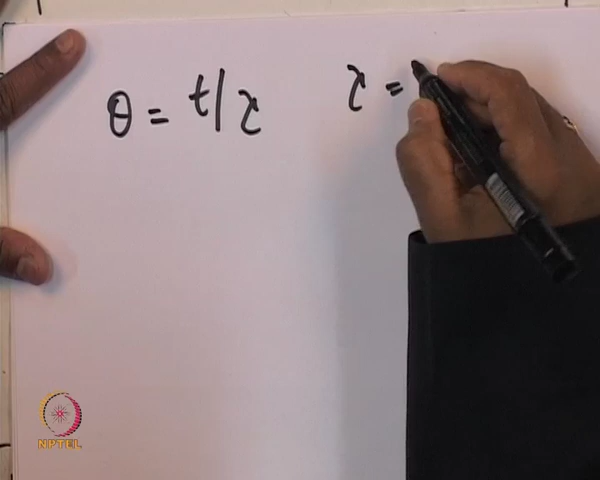 θ = t/τ τ =
NPTEL